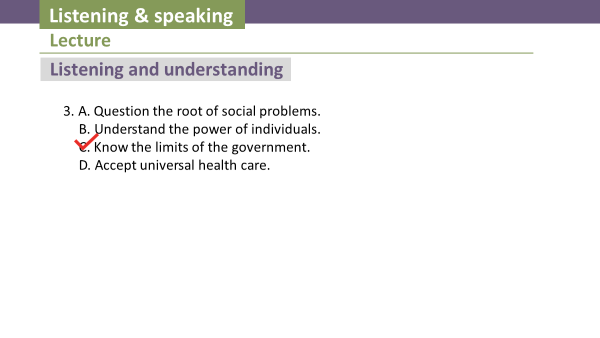 Listening & speaking
Lecture
Listening and understanding
3. A. Question the root of social problems.
B. Understand the power of individuals.
C. Know the limits of the government.
D. Accept universal health care.